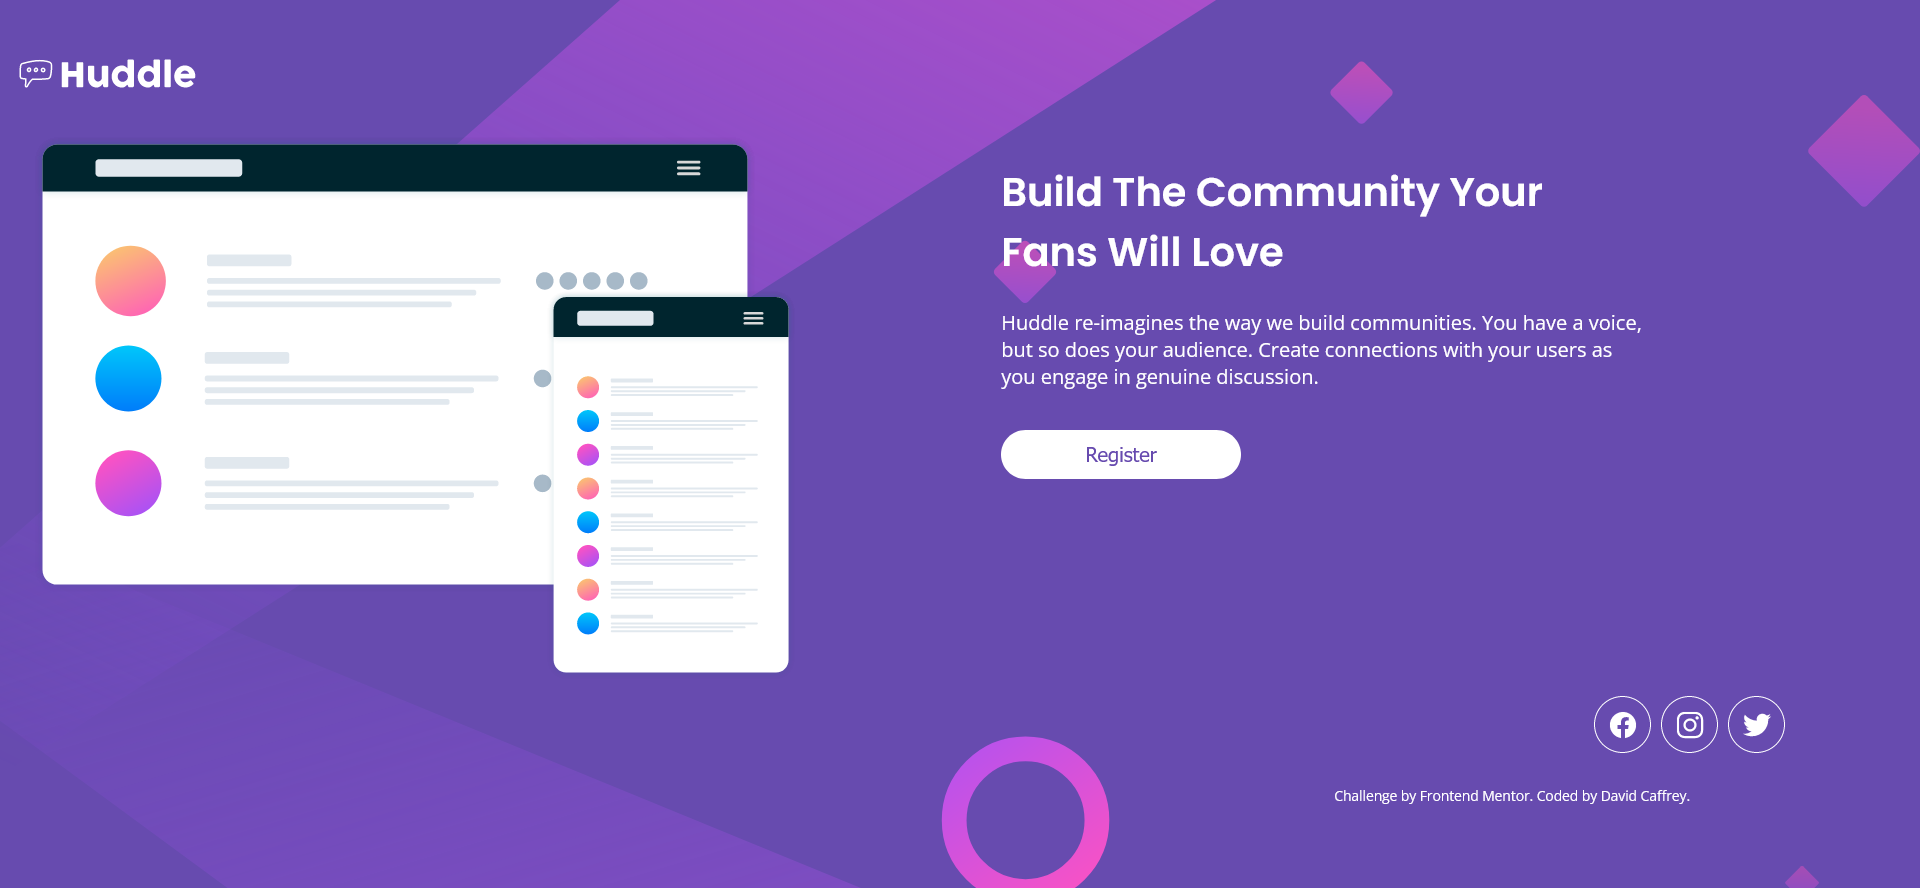 Huddle
Build The Community Your
Fans Will Love
Huddle re-imagines the way we build communities. You have a voice,
but so does your audience. Create connections with your users as
you engage in genuine discussion.
Register
Challenge by Frontend Mentor. Coded by David Caffrey.